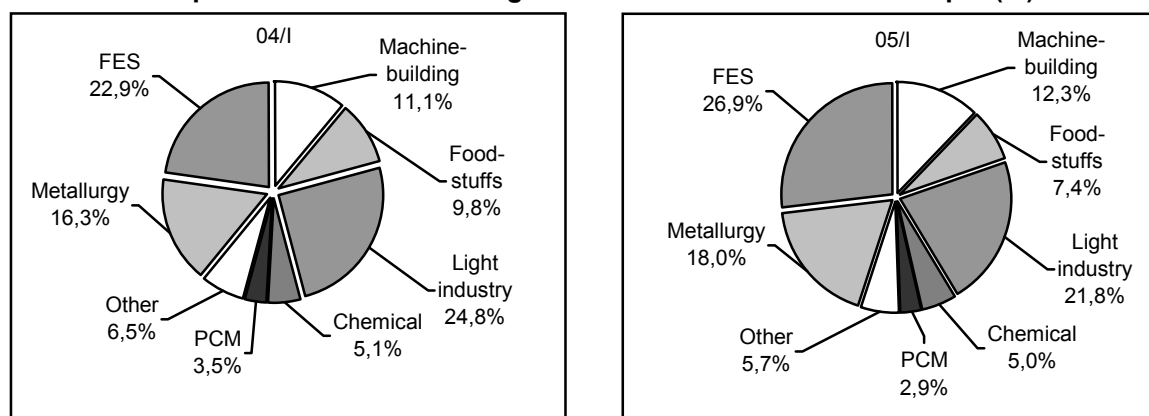 04/I
FES
22,9%
Machine-
building
11,1%
Food-
stuffs
9,8%
Light
industry
24,8%
Chemical
5,1%
PCM
3,5%
Other
6,5%
Metallurgy
16,3%
05/I
FES
26,9%
Machine-
building
12,3%
Food-
stuffs
7,4%
Light
industry
21,8%
Chemical
5,0%
PCM
2,9%
Other
5,7%
Metallurgy
18,0%